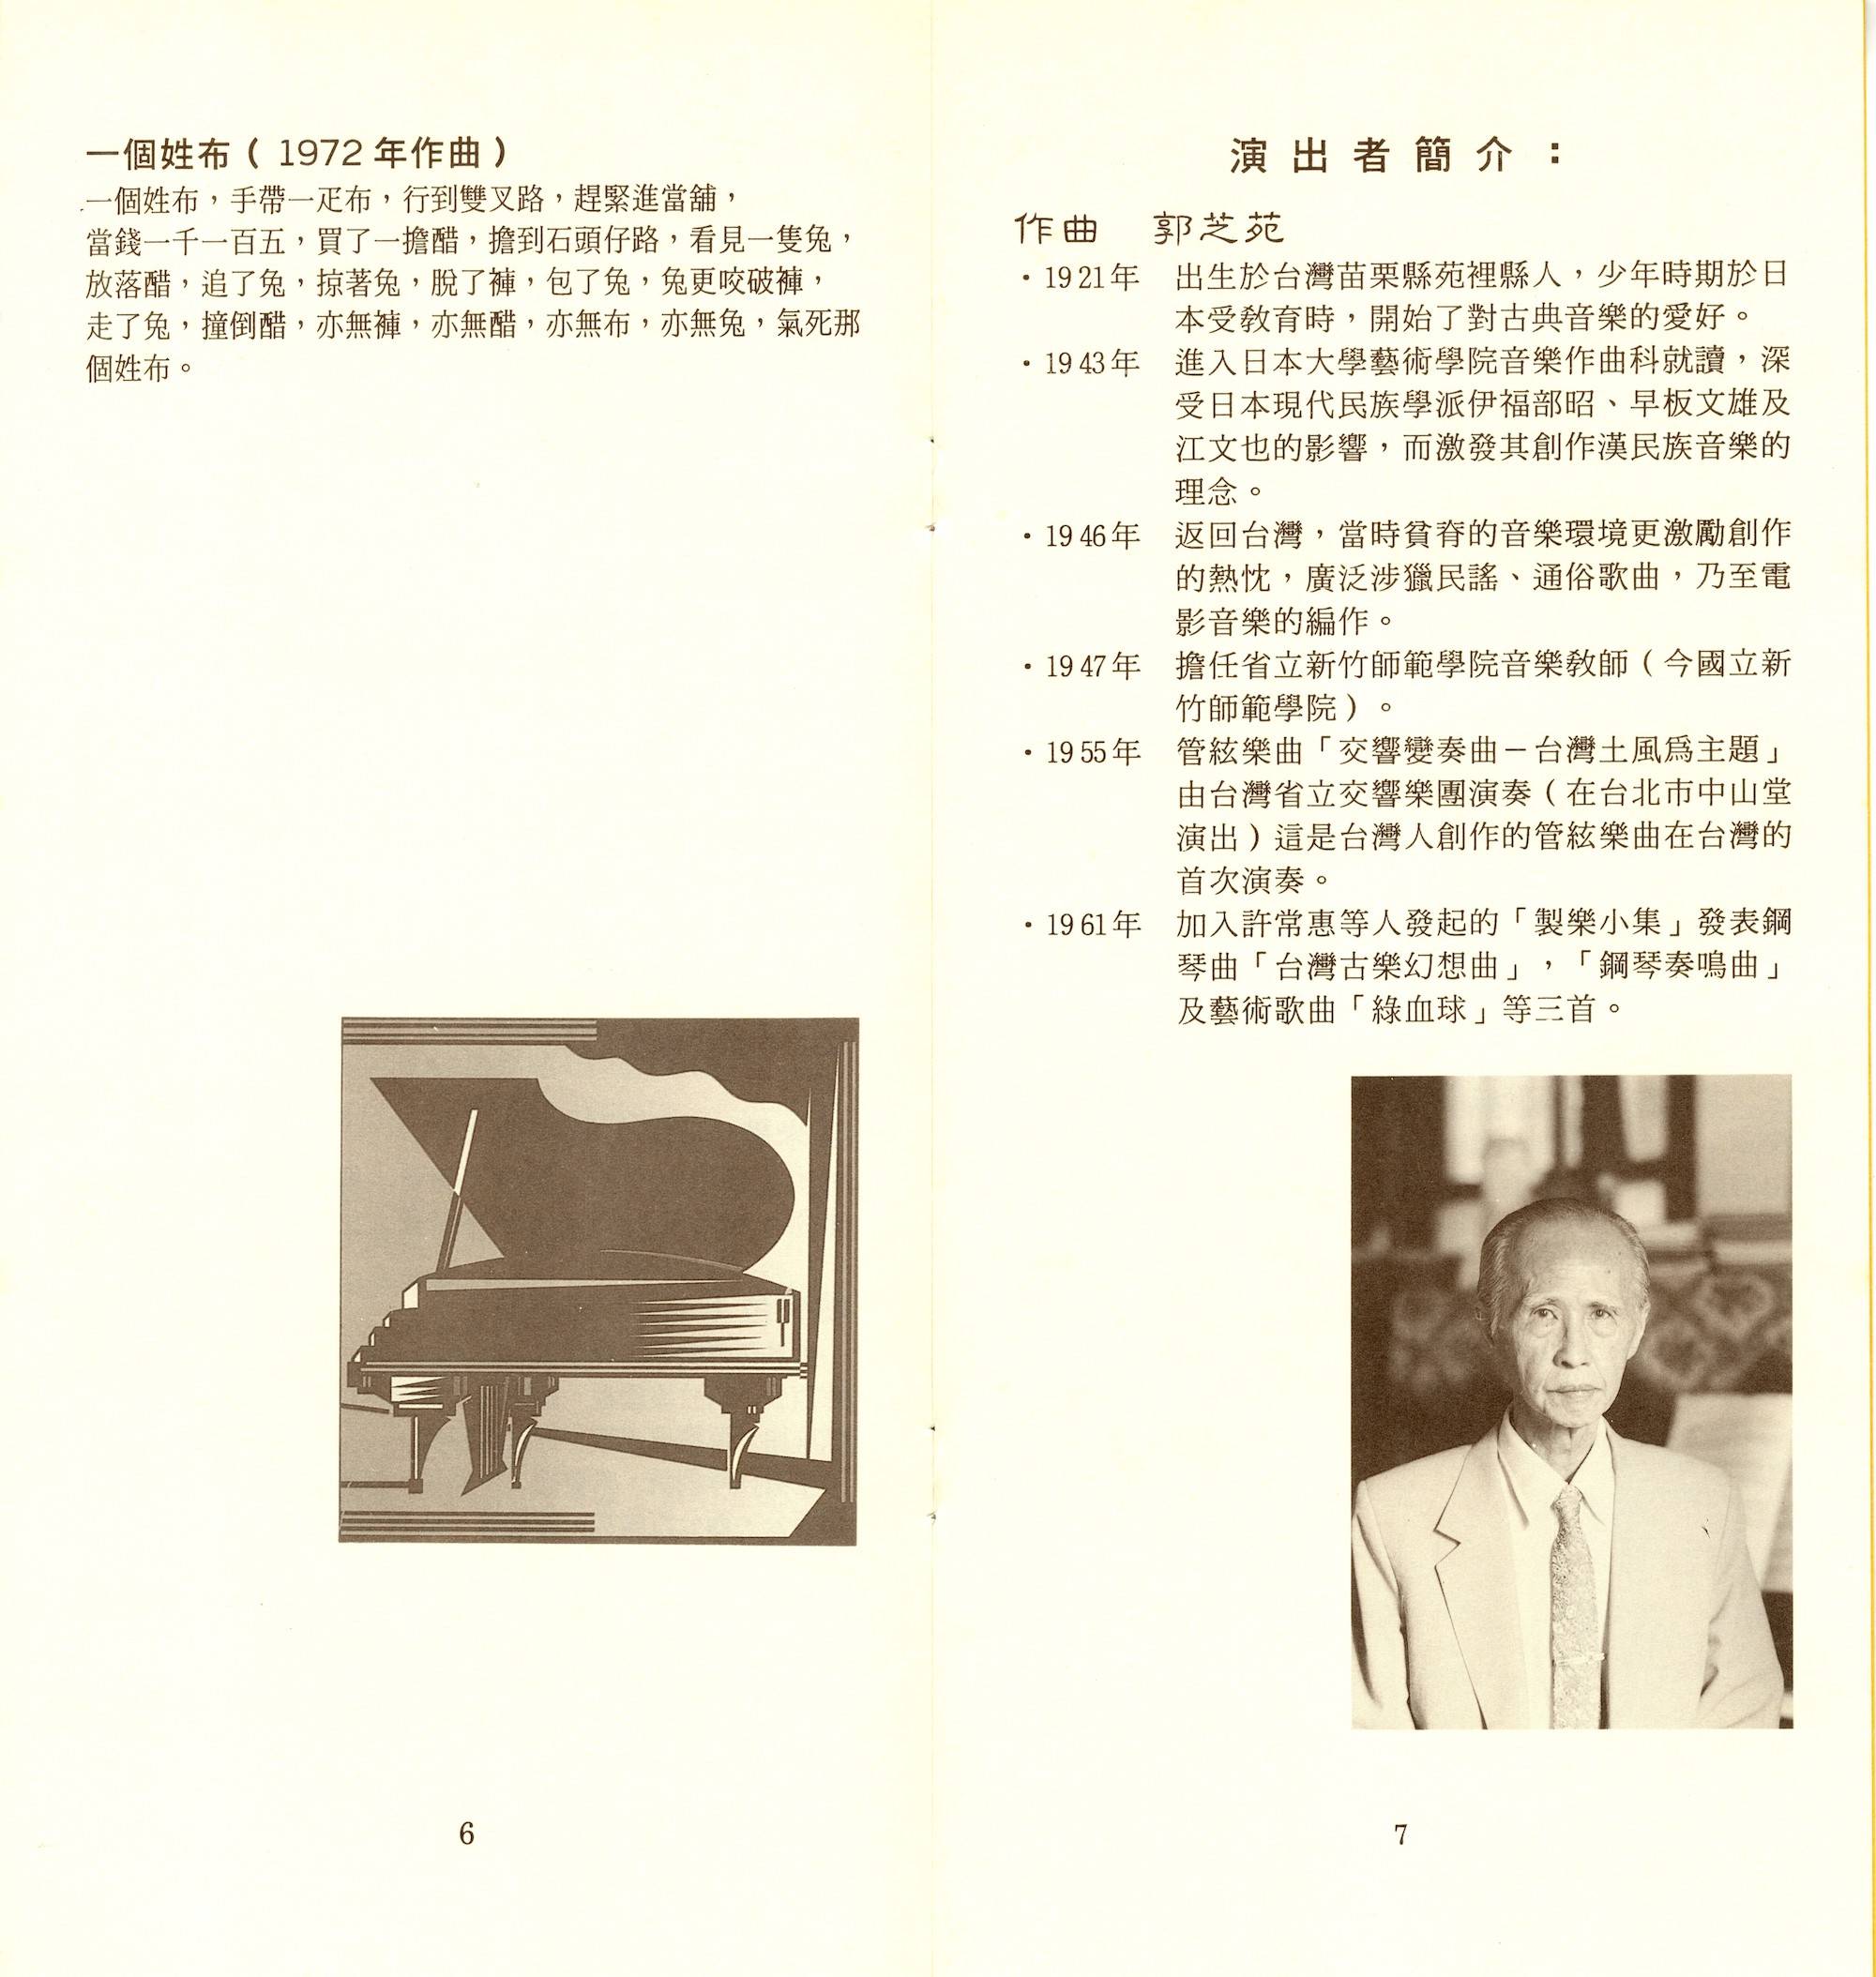 一個姓布（1972年作曲）
一個姓布，手帶一疋布，行到雙叉路，趕緊進當舖，
當錢一千一百五，買了一擔醋，擔到石頭仔路，看見一隻兔，
放落醋，追了兔，掠著兔，脫了褲，包了兔，兔更咬破褲，
走了兔，撞倒醋，亦無褲，亦無醋，亦無布，亦無兔，氣死那
個姓布。
6
演出者簡介：
作曲　郭芝苑
・1921年　出生於台灣苗栗縣苑裡縣人，少年時期於日
本受教育時，開始了對古典音樂的愛好。
・1943年　進入日本大學藝術學院音樂作曲科就讀，深
受日本現代民族學派伊福部昭、早板文雄及
江文也的影響，而激發其創作漢民族音樂的
理念。
・1946年　返回台灣，當時貧脊的音樂環境更激勵創作
的熱忱，廣泛涉獵民謠、通俗歌曲，乃至電
影音樂的編作。
・1947年　擔任省立新竹師範學院音樂教師（今國立新
竹師範學院）。
・1955年　管絃樂曲「交響變奏曲－台灣土風爲主題」
由台灣省立交響樂團演奏（在台北市中山堂
演出）這是台灣人創作的管絃樂曲在台灣的
首次演奏。
・1961年　加入許常惠等人發起的「製樂小集」發表鋼
琴曲「台灣古樂幻想曲」，「鋼琴奏鳴曲」
及藝術歌曲「綠血球」等三首。
7